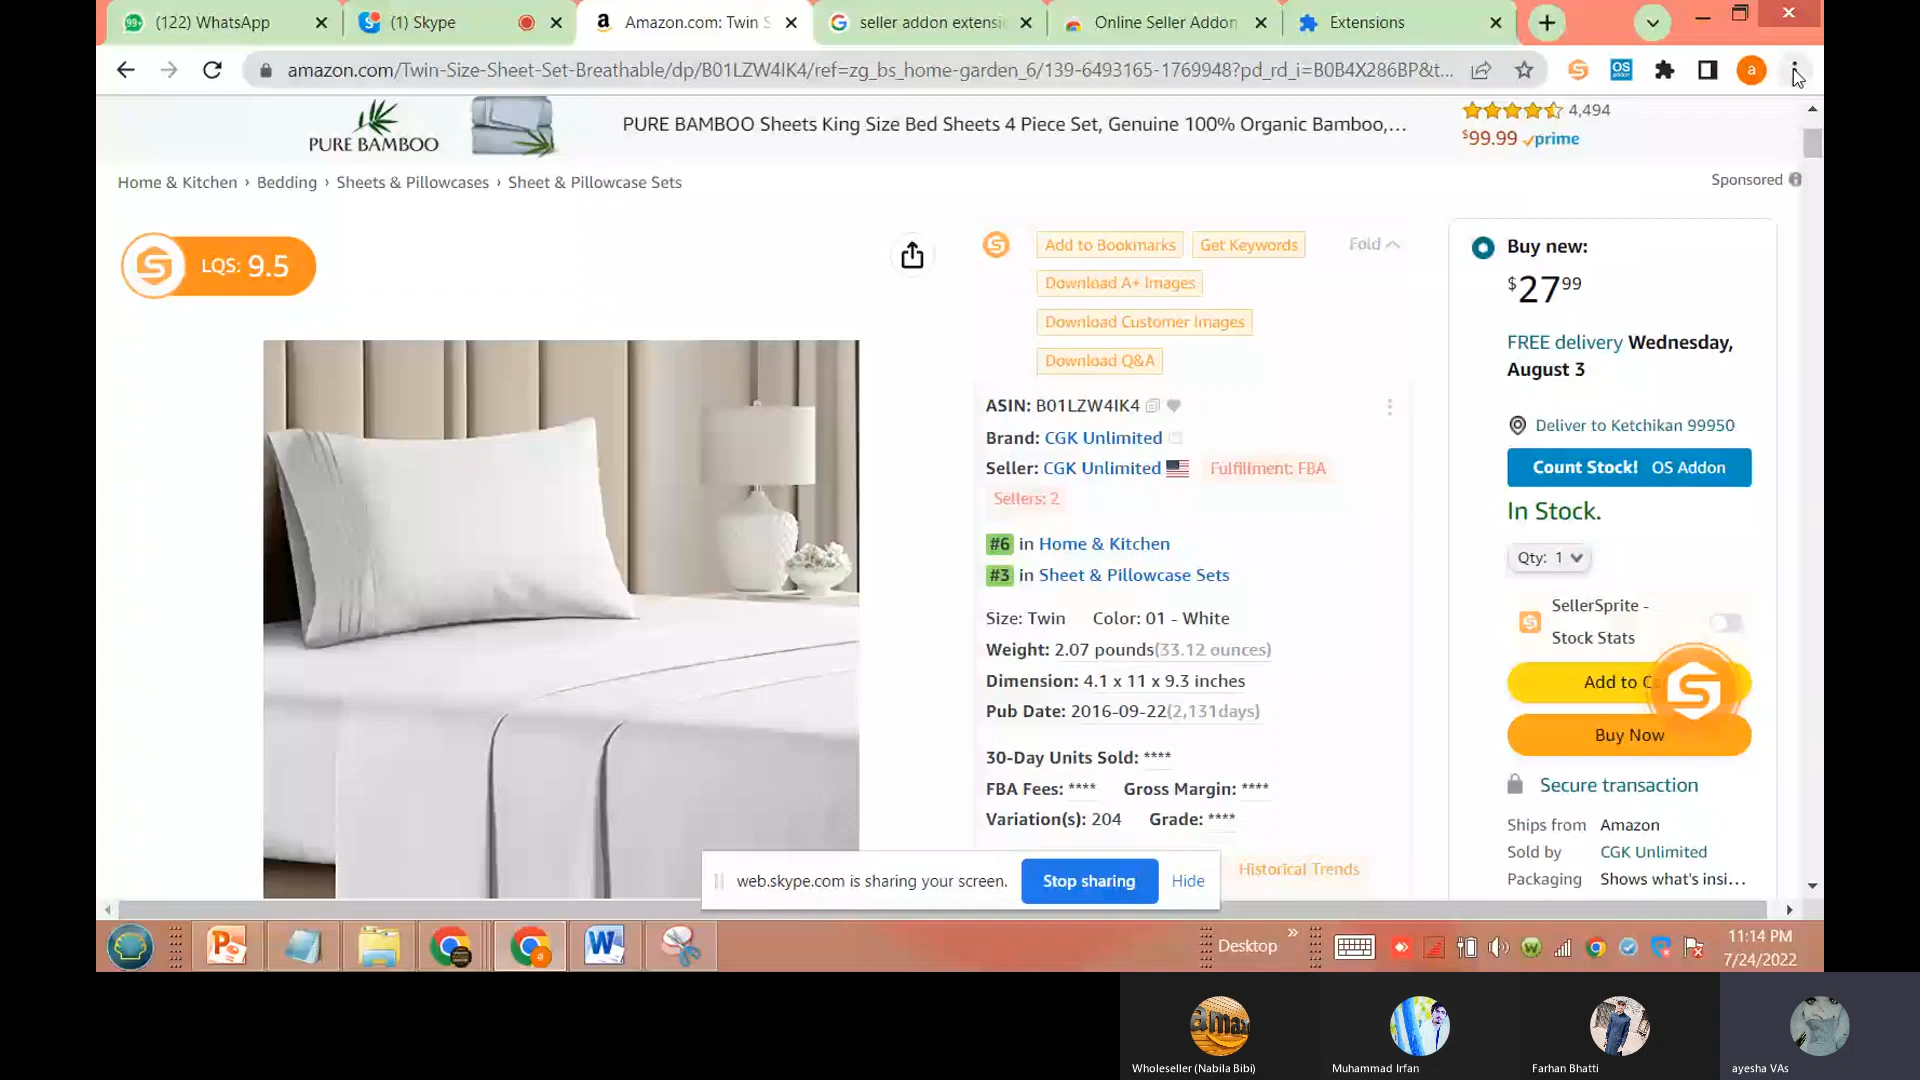 (122) WhatsApp
(1) Skype
Amazon.com: Twin S
seller addon extensi
Online Seller Addon
Extensions
amazon.com/Twin-Size-Sheet-Set-Breathable/dp/B01LZW4IK4/ref=zg_bs_home-garden_6/139-6493165-1769948?pd_rd_i=B0B4X286BP&t...
OS
a
PURE BAMBOO
PURE BAMBOO Sheets King Size Bed Sheets 4 Piece Set, Genuine 100% Organic Bamboo,...
4,494
$99.99 prime
Home & Kitchen › Bedding › Sheets & Pillowcases › Sheet & Pillowcase Sets
Sponsored
LQS: 9.5
Add to Bookmarks
Get Keywords
Fold
Download A+ Images
Download Customer Images
Download Q&A
ASIN: B01LZW4IK4
Brand: CGK Unlimited
Seller: CGK Unlimited
Fulfillment: FBA
Sellers: 2
#6 in Home & Kitchen
#3 in Sheet & Pillowcase Sets
Size: Twin Color: 01 - White
Weight: 2.07 pounds(33.12 ounces)
Dimension: 4.1 x 11 x 9.3 inches
Pub Date: 2016-09-22(2,131days)
30-Day Units Sold: ****
FBA Fees: **** Gross Margin: ****
Variation(s): 204 Grade: ****
Historical Trends
Buy new:
$27 99
FREE delivery Wednesday,
August 3
Deliver to Ketchikan 99950
Count Stock! OS Addon
In Stock.
Qty: 1
SellerSprite -
Stock Stats
Add to C
Buy Now
Secure transaction
Ships from Amazon
Sold by CGK Unlimited
Packaging Shows what's insi...
web.skype.com is sharing your screen.
Stop sharing
Hide
Desktop
11:14 PM
7/24/2022
Wholeseller (Nabila Bibi)
Muhammad Irfan
Farhan Bhatti
ayesha VAs